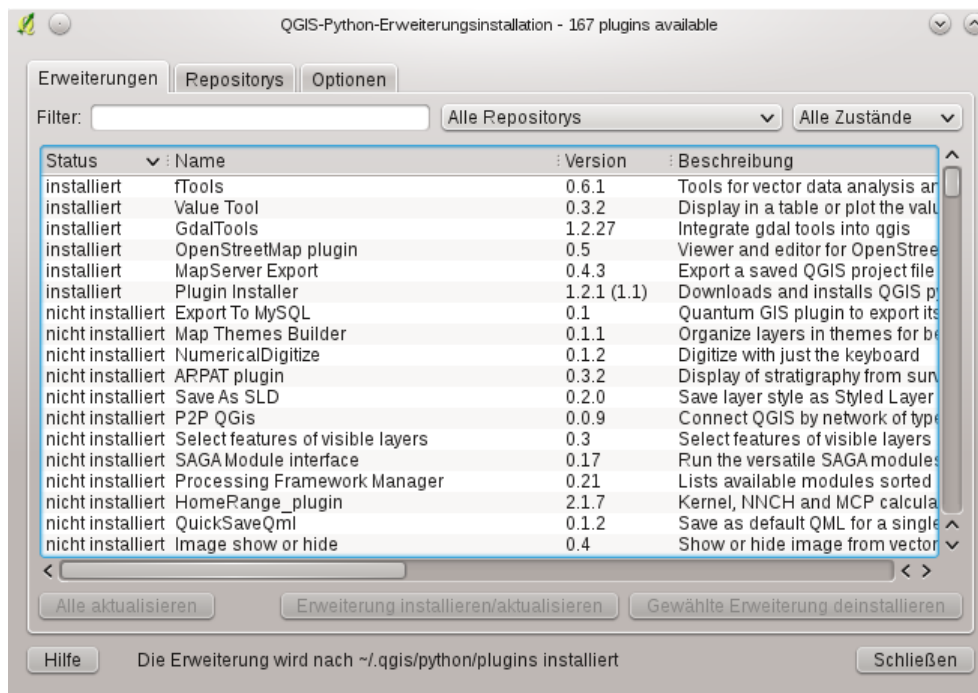 QGIS-Python-Erweiterungsinstallation - 167 plugins available
Erweiterungen Repositorys Optionen
Filter: Alle Repositorys Alle Zustände
Status Name Version Beschreibung
installiert fTools 0.6.1 Tools for vector data analysis
installiert Value Tool 0.3.2 Display in a table or plot the
installiert GdalTools 1.2.27 Integrate gdal tools into qgis
installiert OpenStreetMap plugin 0.5 Viewer and editor for OpenStree
installiert MapServer Export 0.4.3 Export a saved QGIS project file
installiert Plugin Installer 1.2.1 (1.1) Downloads and installs QGIS
nicht installiert Export To MySQL 0.1 Quantum GIS plugin to export its
nicht installiert Map Themes Builder 0.1.1 Organize layers in themes for
nicht installiert NumericalDigitize 0.1.2 Digitize with just the keyboard
nicht installiert ARPAT plugin 0.3.2 Display of stratigraphy from
nicht installiert Save As SLD 0.2.0 Save layer style as Styled Layer
nicht installiert P2P QGis 0.0.9 Connect QGIS by network of type
nicht installiert Select features of visible layers 0.3 Select features of visible layers
nicht installiert SAGA Module interface 0.17 Run the versatile SAGA modules
nicht installiert Processing Framework Manager 0.21 Lists available modules sorted
nicht installiert HomeRange_plugin 2.1.7 Kernel, NNCH and MCP calcula
nicht installiert QuickSaveQml 0.1.2 Save as default QML for a single
nicht installiert Image show or hide 0.4 Show or hide image from vector
Alle aktualisieren Erweiterung installieren/aktualisieren Gewählte Erweiterung deinstallieren
Hilfe Die Erweiterung wird nach ~/.qgis/python/plugins installiert Schließen